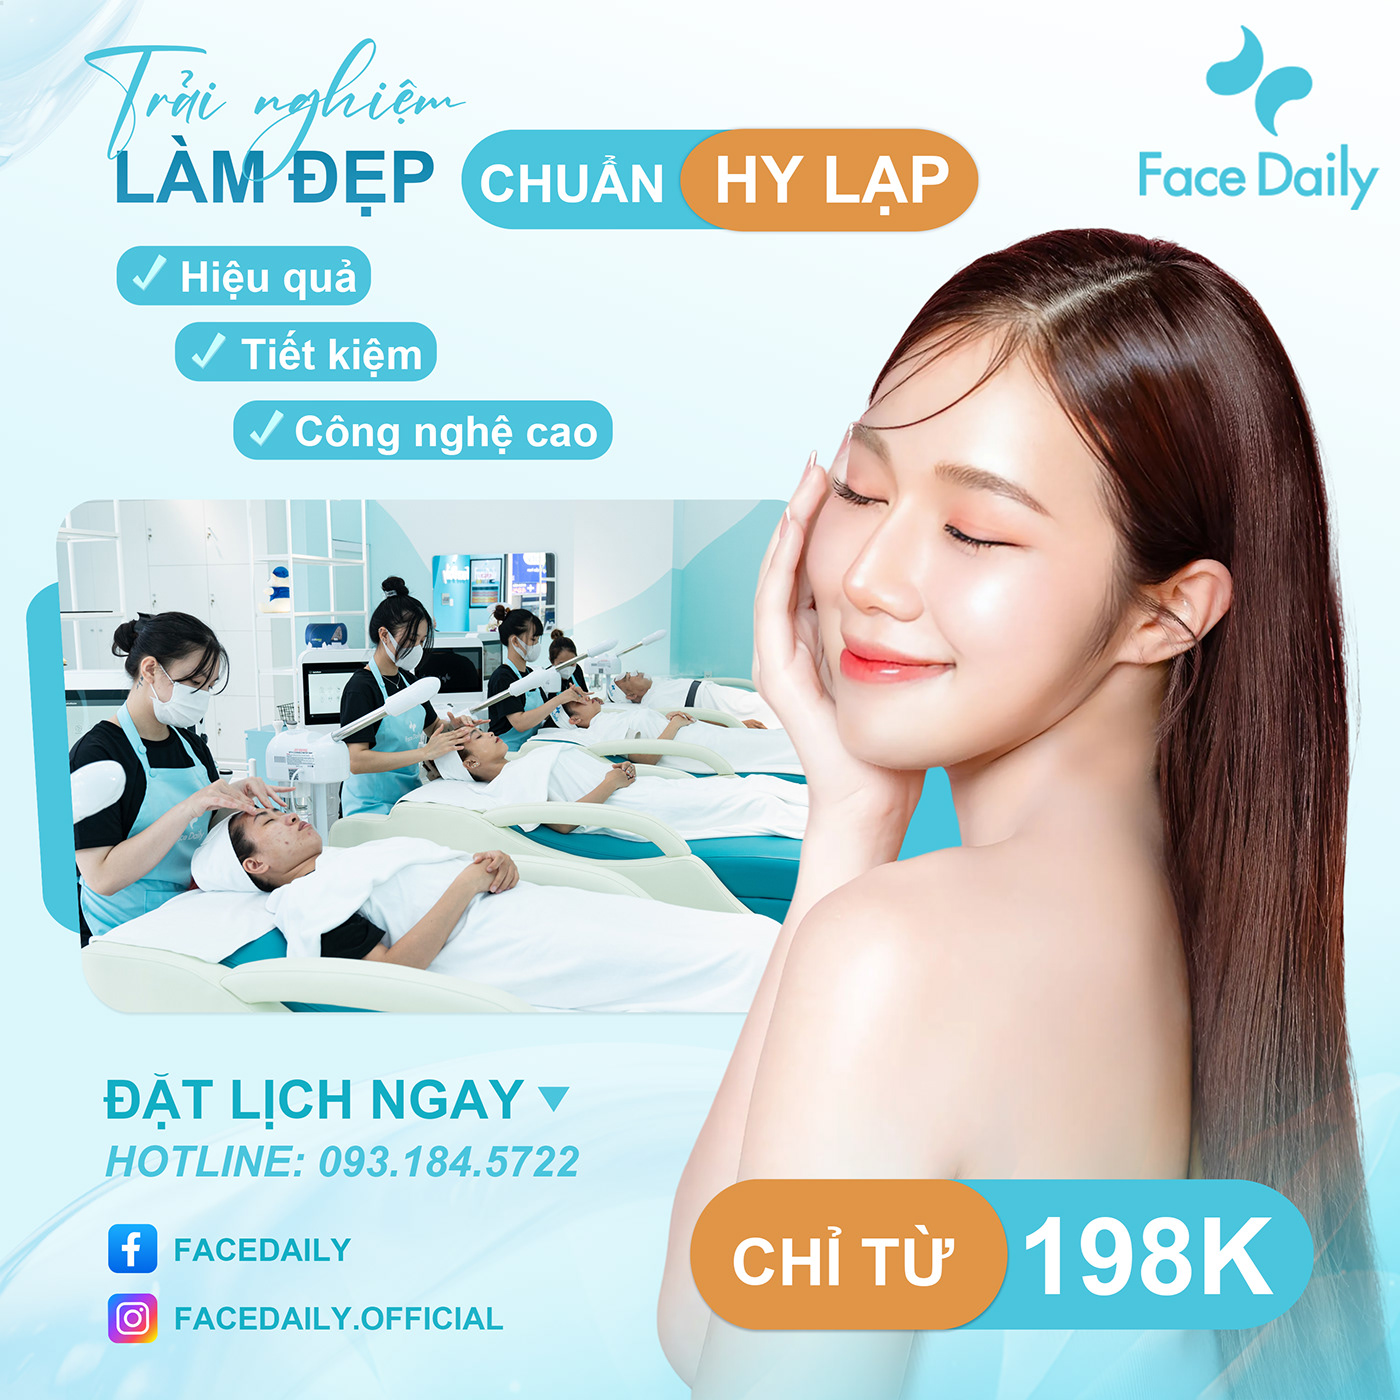 Trải nghiệm
LÀM ĐẸP CHUẨN HY LẠP
Face Daily
Hiệu quả
Tiết kiệm
Công nghệ cao
ĐẶT LỊCH NGAY
HOTLINE: 093.184.5722
FACEDAILY
FACEDAILY.OFFICIAL
CHỈ TỪ 198K